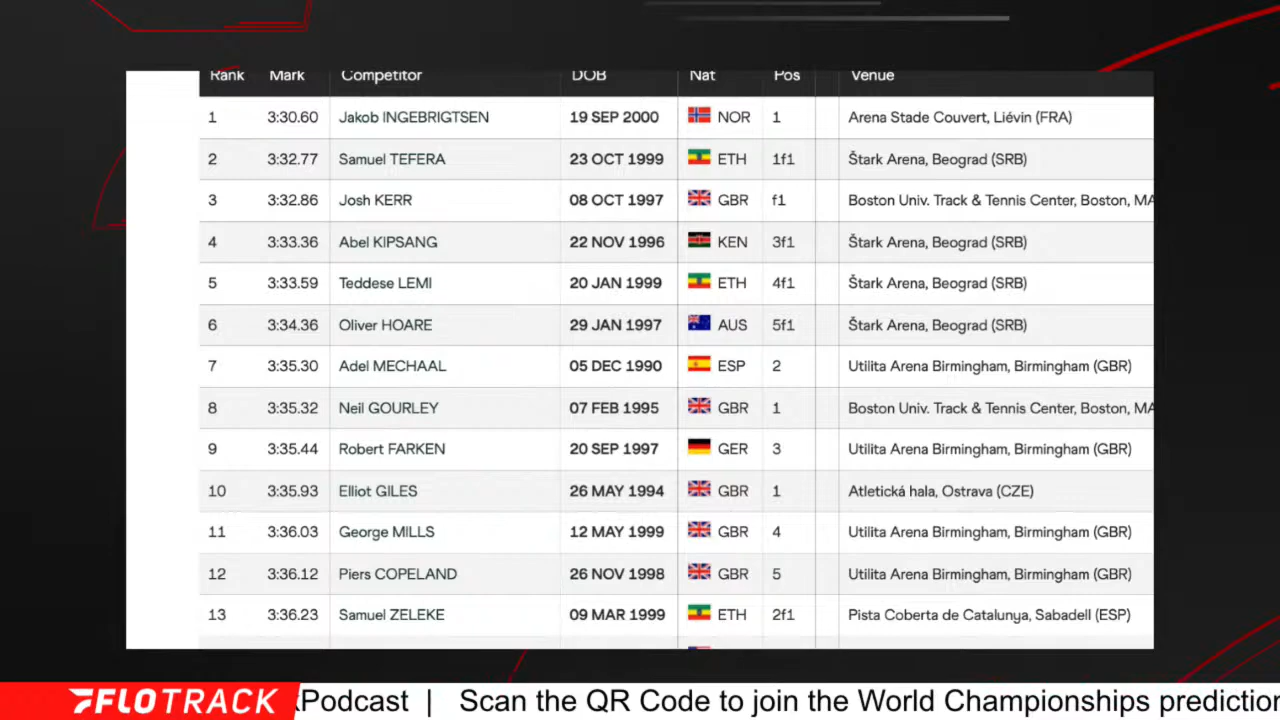 Rank Mark Competitor DOB Nat Pos Venue
1 3:30.60 Jakob INGEBRIGTSEN 19 SEP 2000 NOR 1 Arena Stade Couvert, Liévin (FRA)
2 3:32.77 Samuel TEFERA 23 OCT 1999 ETH 1f1 Štark Arena, Beograd (SRB)
3 3:32.86 Josh KERR 08 OCT 1997 GBR f1 Boston Univ. Track & Tennis Center, Boston, MA
4 3:33.36 Abel KIPSANG 22 NOV 1996 KEN 3f1 Štark Arena, Beograd (SRB)
5 3:33.59 Teddese LEMI 20 JAN 1999 ETH 4f1 Štark Arena, Beograd (SRB)
6 3:34.36 Oliver HOARE 29 JAN 1997 AUS 5f1 Štark Arena, Beograd (SRB)
7 3:35.30 Adel MECHAAL 05 DEC 1990 ESP 2 Utilita Arena Birmingham, Birmingham (GBR)
8 3:35.32 Neil GOURLEY 07 FEB 1995 GBR 1 Boston Univ. Track & Tennis Center, Boston, MA
9 3:35.44 Robert FARKEN 20 SEP 1997 GER 3 Utilita Arena Birmingham, Birmingham (GBR)
10 3:35.93 Elliot GILES 26 MAY 1994 GBR 1 Atletická hala, Ostrava (CZE)
11 3:36.03 George MILLS 12 MAY 1999 GBR 4 Utilita Arena Birmingham, Birmingham (GBR)
12 3:36.12 Piers COPELAND 26 NOV 1998 GBR 5 Utilita Arena Birmingham, Birmingham (GBR)
13 3:36.23 Samuel ZELEKE 09 MAR 1999 ETH 2f1 Pista Coberta de Catalunya, Sabadell (ESP)
FLOTRACK Podcast | Scan the QR Code to join the World Championships prediction